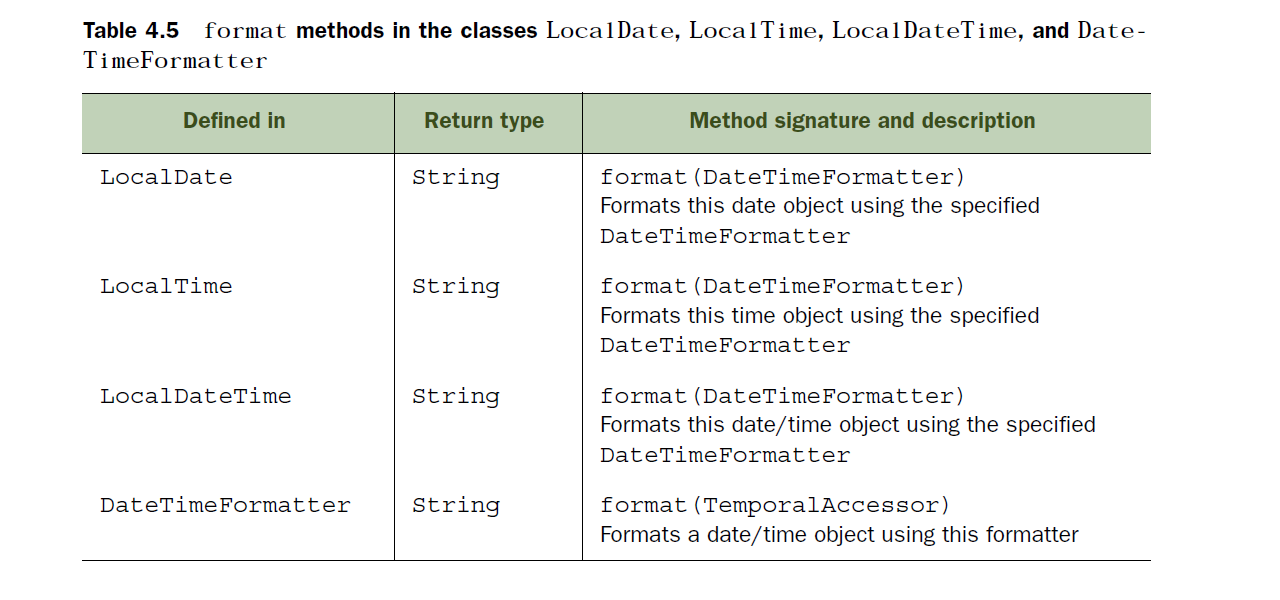 Table 4.5 format methods in the classes LocalDate, LocalTime, LocalDateTime, and Date-
TimeFormatter
Defined in Return type Method signature and description
LocalDate String format(DateTimeFormatter)
Formats this date object using the specified
DateTimeFormatter
LocalTime String format(DateTimeFormatter)
Formats this time object using the specified
DateTimeFormatter
LocalDateTime String format(DateTimeFormatter)
Formats this date/time object using the specified
DateTimeFormatter
DateTimeFormatter String format(TemporalAccessor)
Formats a date/time object using this formatter